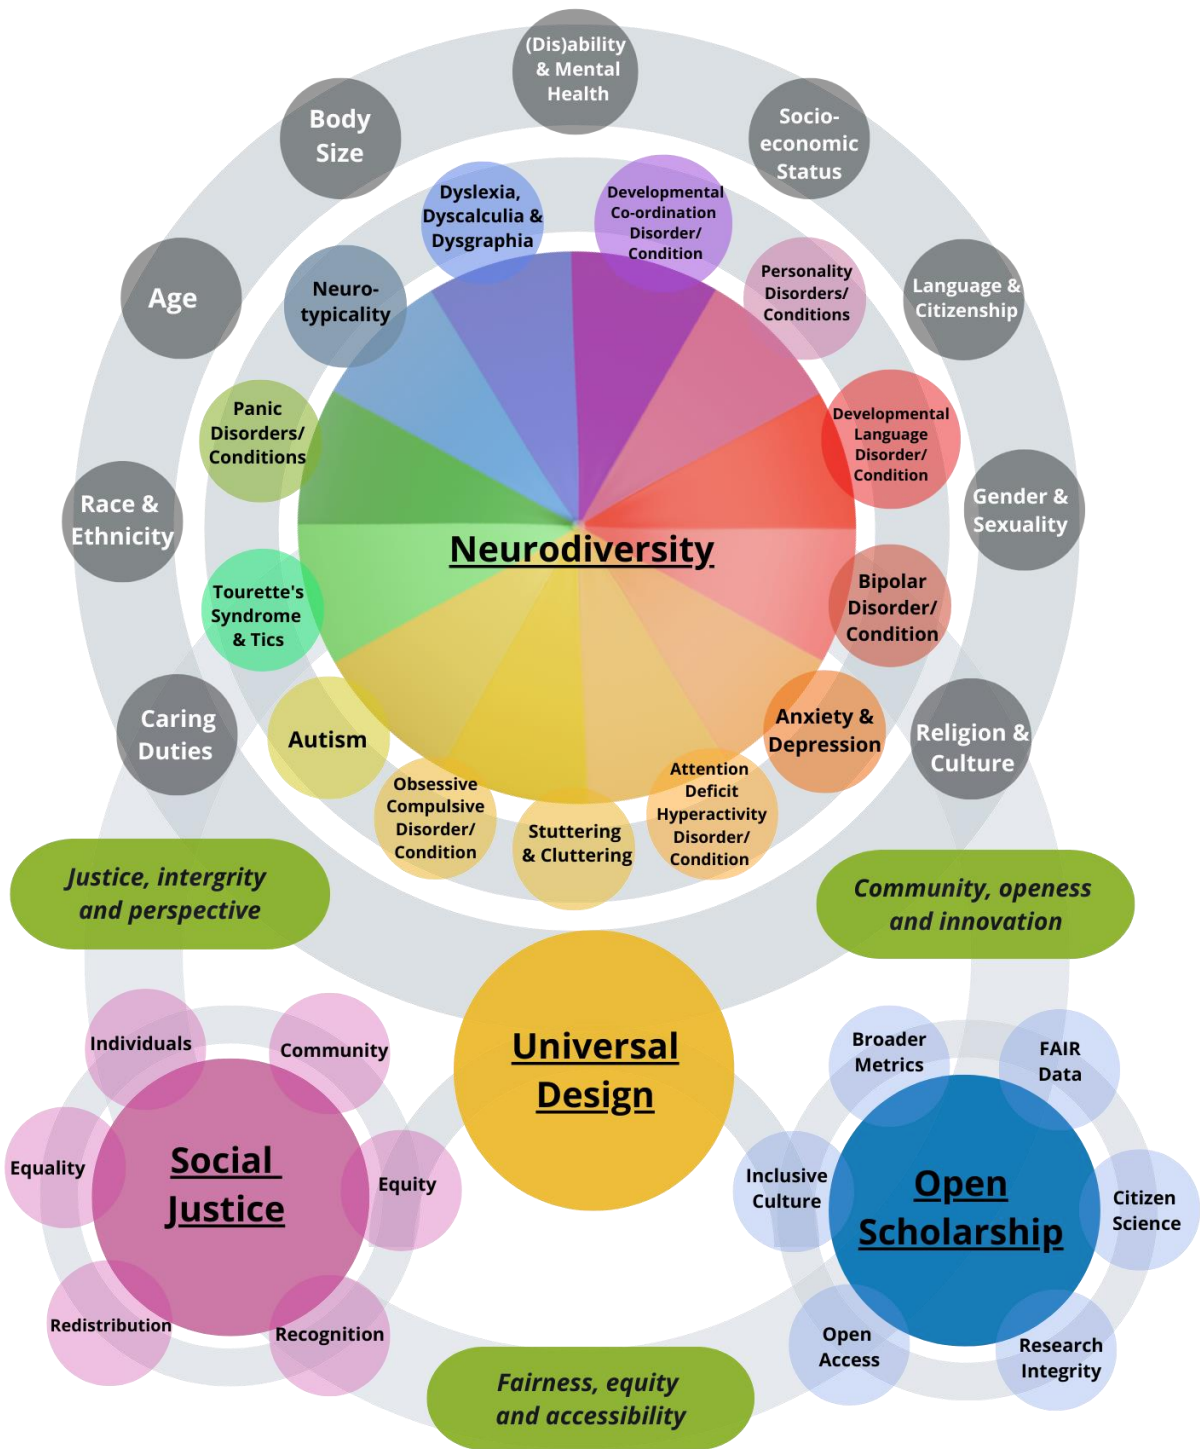 (Dis)ability
& Mental
Health
Body
Size
Socio-
economic
Status
Dyslexia,
Dyscalculia &
Dysgraphia
Developmental
Co-ordination
Disorder/
Condition
Age
Neuro-
typicality
Personality
Disorders/
Conditions
Language &
Citizenship
Panic
Disorders/
Conditions
Developmental
Language
Disorder/
Condition
Race &
Ethnicity
Gender &
Sexuality
Neurodiversity
Tourette's
Syndrome
& Tics
Bipolar
Disorder/
Condition
Caring
Duties
Autism
Anxiety &
Depression
Religion &
Culture
Obsessive
Compulsive
Disorder/
Condition
Stuttering
& Cluttering
Attention
Deficit
Hyperactivity
Disorder/
Condition
Justice, intergrity
and perspective
Community, openess
and innovation
Universal
Design
Individuals
Community
Equality
Social
Justice
Equity
Redistribution
Recognition
Broader
Metrics
FAIR
Data
Inclusive
Culture
Open
Scholarship
Citizen
Science
Open
Access
Research
Integrity
Fairness, equity
and accessibility